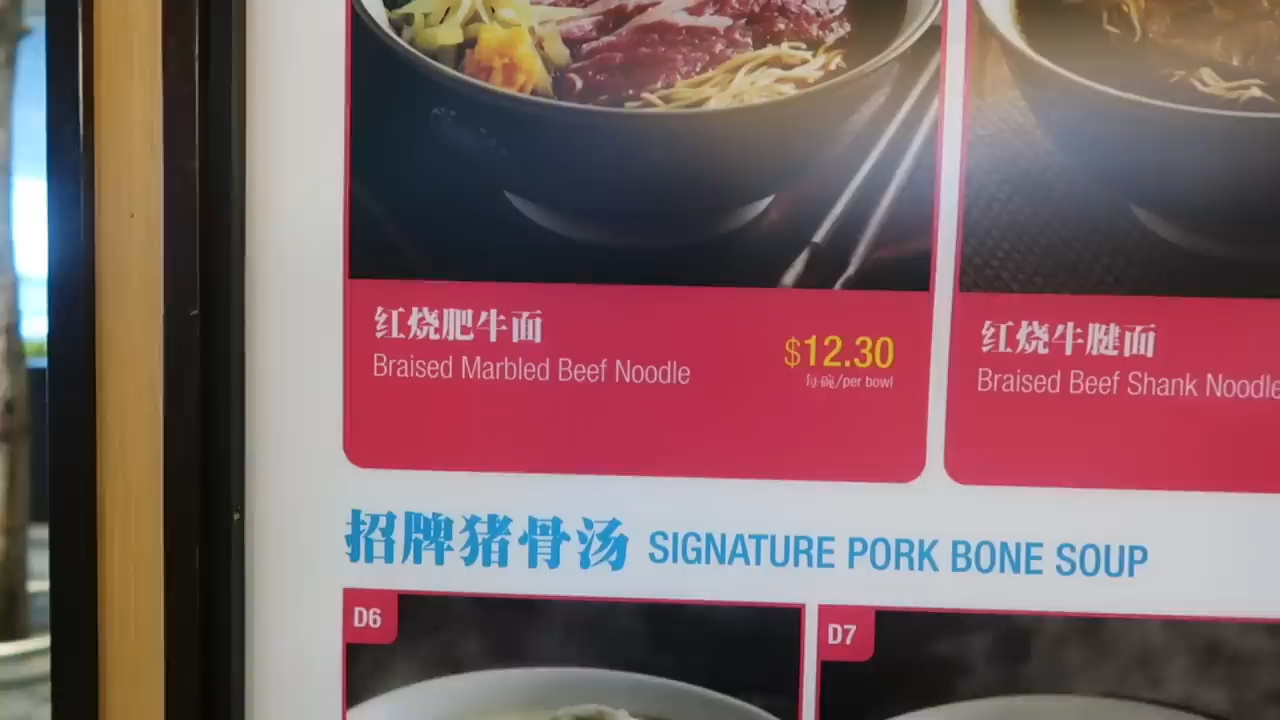 红烧肥牛面
Braised Marbled Beef Noodle
$12.30
每碗/per bowl
红烧牛腱面
Braised Beef Shank Noodle
招牌猪骨汤 SIGNATURE PORK BONE SOUP
D6
D7